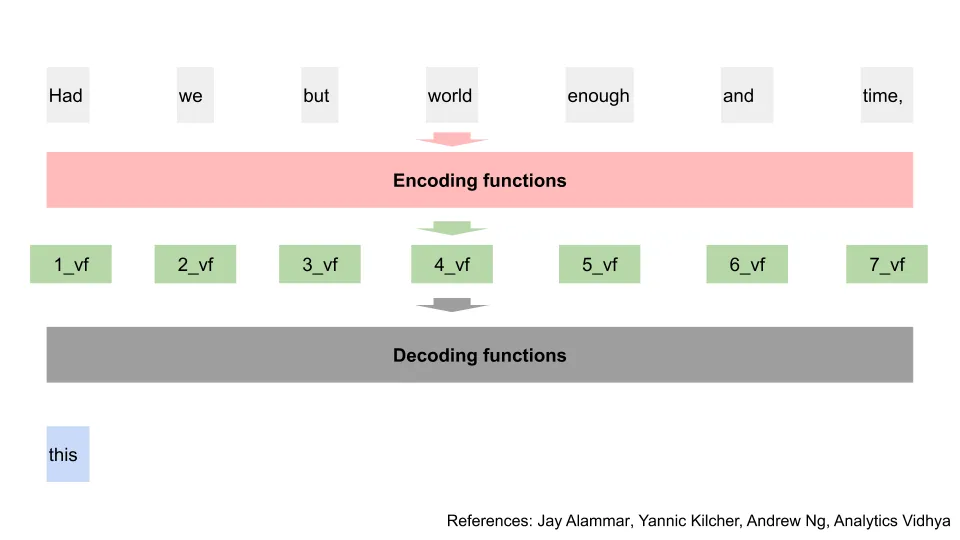 Had we but world enough and time,
Encoding functions
1_vf 2_vf 3_vf 4_vf 5_vf 6_vf 7_vf
Decoding functions
this
References: Jay Alammar, Yannic Kilcher, Andrew Ng, Analytics Vidhya